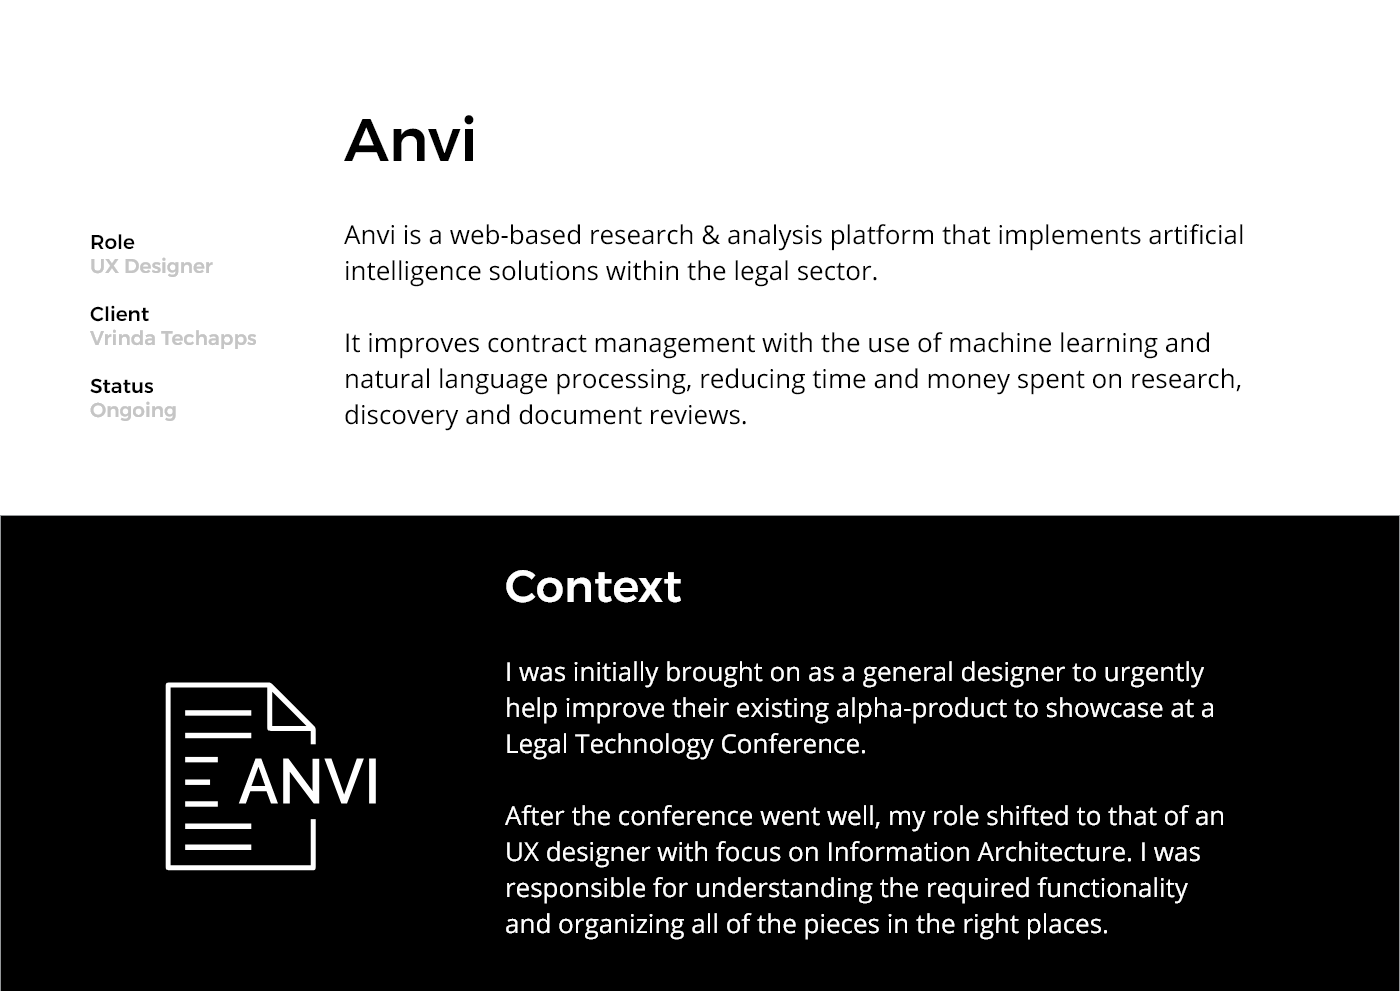 Anvi
Role
UX Designer
Client
Vrinda Techapps
Status
Ongoing
Anvi is a web-based research & analysis platform that implements artificial
intelligence solutions within the legal sector.
It improves contract management with the use of machine learning and
natural language processing, reducing time and money spent on research,
discovery and document reviews.
ANVI
Context
I was initially brought on as a general designer to urgently
help improve their existing alpha-product to showcase at a
Legal Technology Conference.
After the conference went well, my role shifted to that of an
UX designer with focus on Information Architecture. I was
responsible for understanding the required functionality
and organizing all of the pieces in the right places.